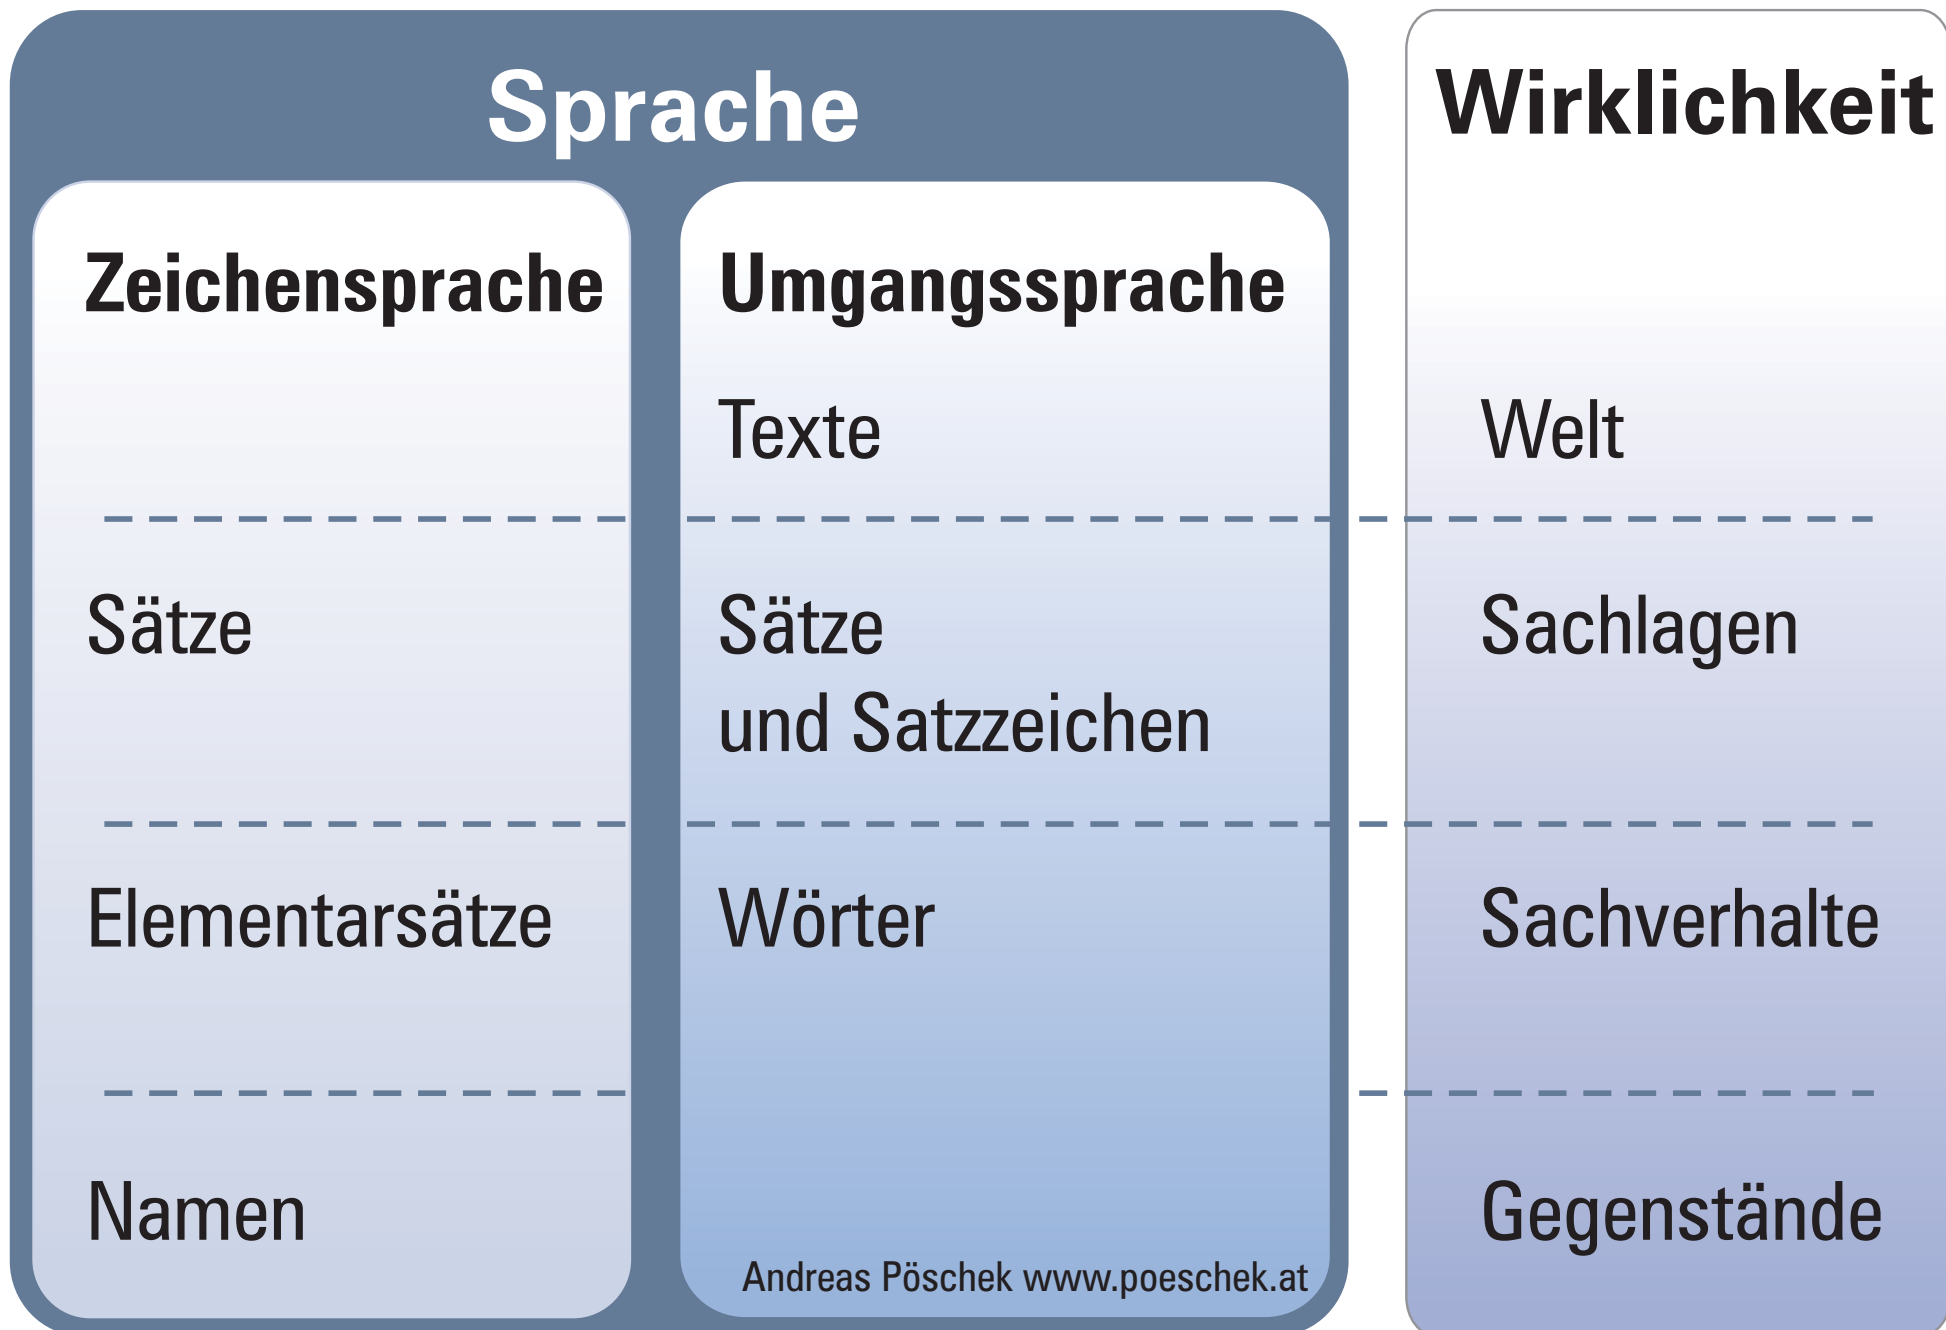 Sprache
Wirklichkeit
Zeichensprache
Umgangssprache
Texte
Welt
Sätze
Sätze
und Satzzeichen
Sachlagen
Elementarsätze
Wörter
Sachverhalte
Namen
Gegenstände
Andreas Pöschek www.poeschek.at